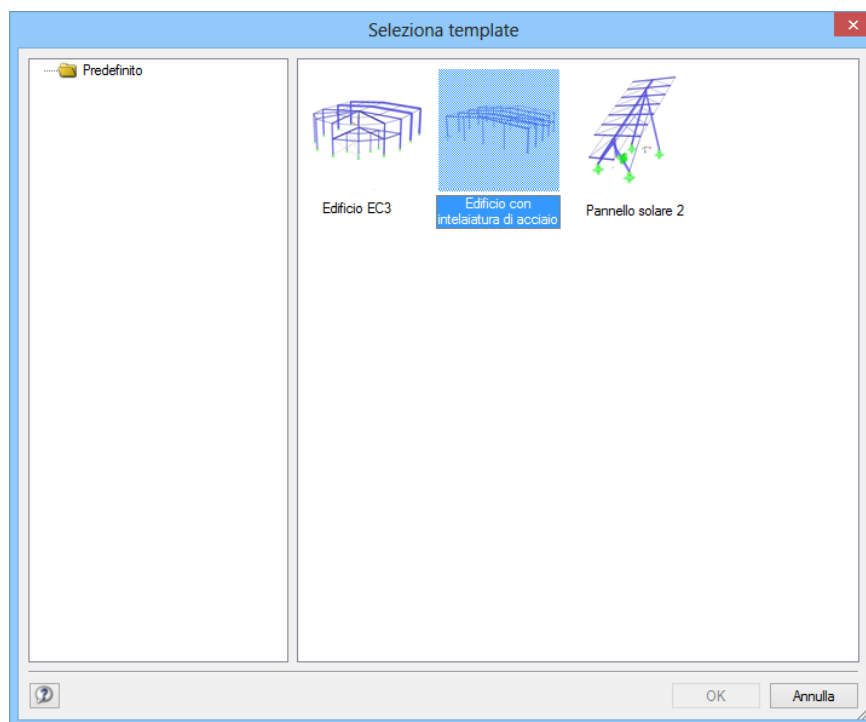 Seleziona template
Predefinito
Edificio EC3
Edificio con
intelaiatura di acciaio
Pannello solare 2
OK
Annulla